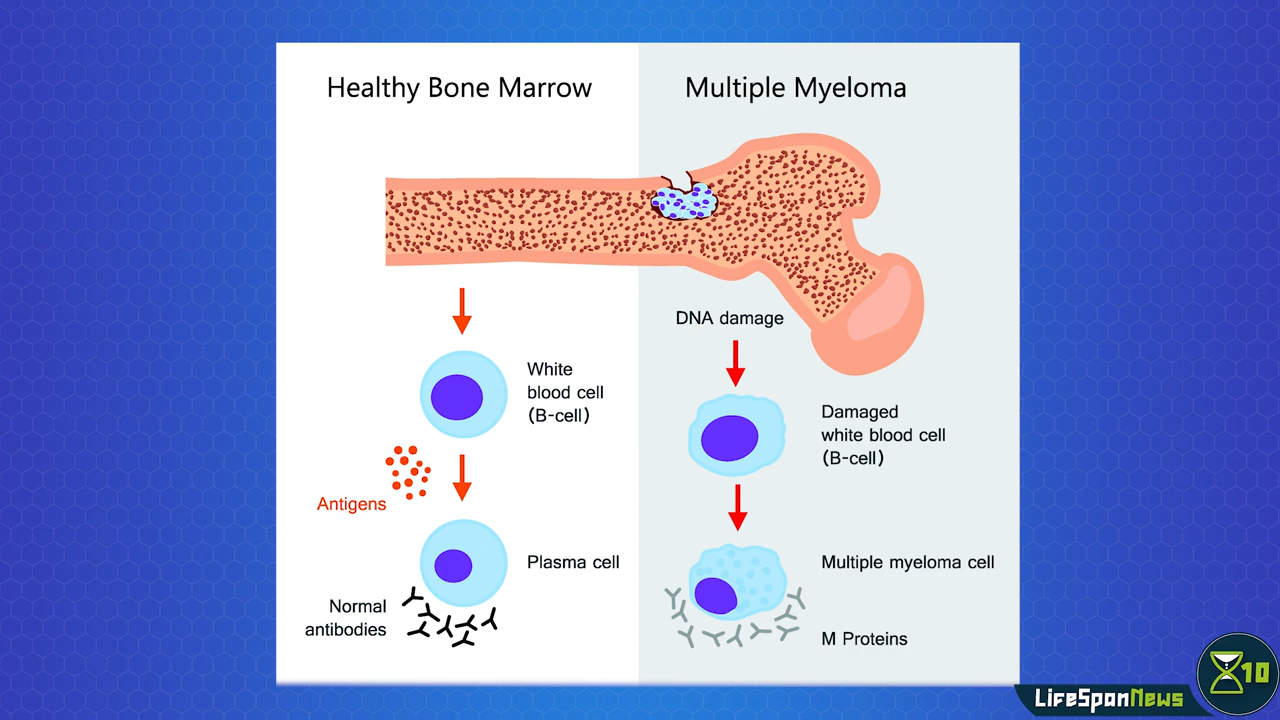 Healthy Bone Marrow
Multiple Myeloma
DNA damage
White
blood cell
(B-cell)
Damaged
white blood cell
(B-cell)
Antigens
Plasma cell
Multiple myeloma cell
Normal
antibodies
M Proteins
10
LifeSpanNews